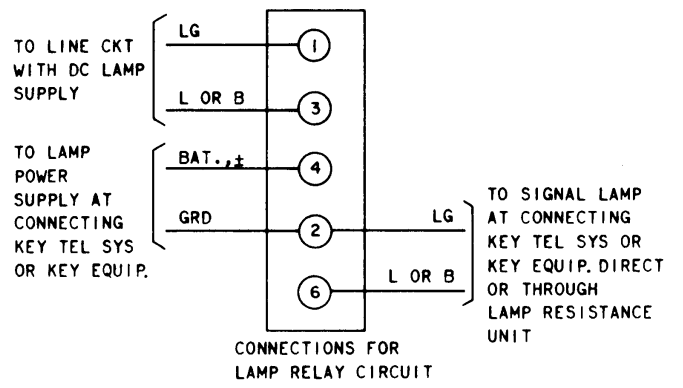 TO LINE CKT
WITH DC LAMP
SUPPLY
LG
1
L OR B
3
TO LAMP
POWER
SUPPLY AT
CONNECTING
KEY TEL SYS
OR KEY EQUIP.
BAT.,±
4
GRD
2
LG
L OR B
6
TO SIGNAL LAMP
AT CONNECTING
KEY TEL SYS OR
KEY EQUIP. DIRECT
OR THROUGH
LAMP RESISTANCE
UNIT
CONNECTIONS FOR
LAMP RELAY CIRCUIT